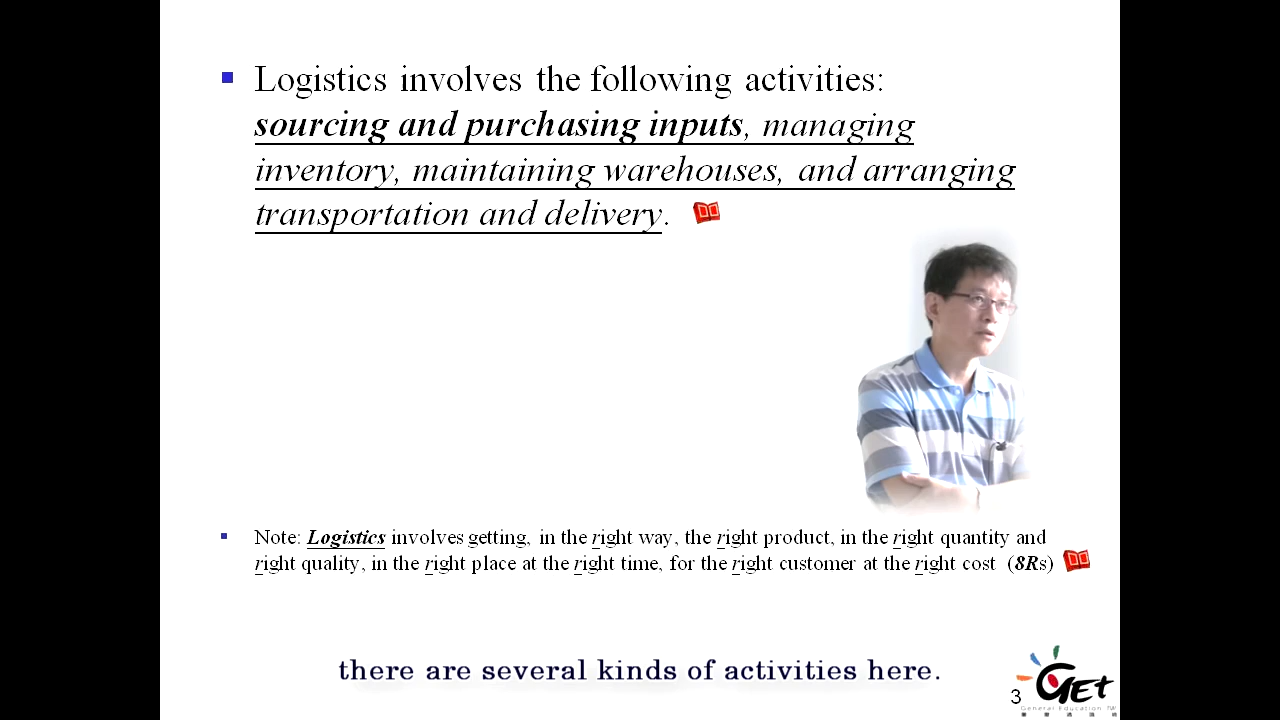 Logistics involves the following activities:
sourcing and purchasing inputs, managing
inventory, maintaining warehouses, and arranging
transportation and delivery.
Note: Logistics involves getting, in the right way, the right product, in the right quantity and
right quality, in the right place at the right time, for the right customer at the right cost (8Rs)
there are several kinds of activities here.
3
GET
General Education TW